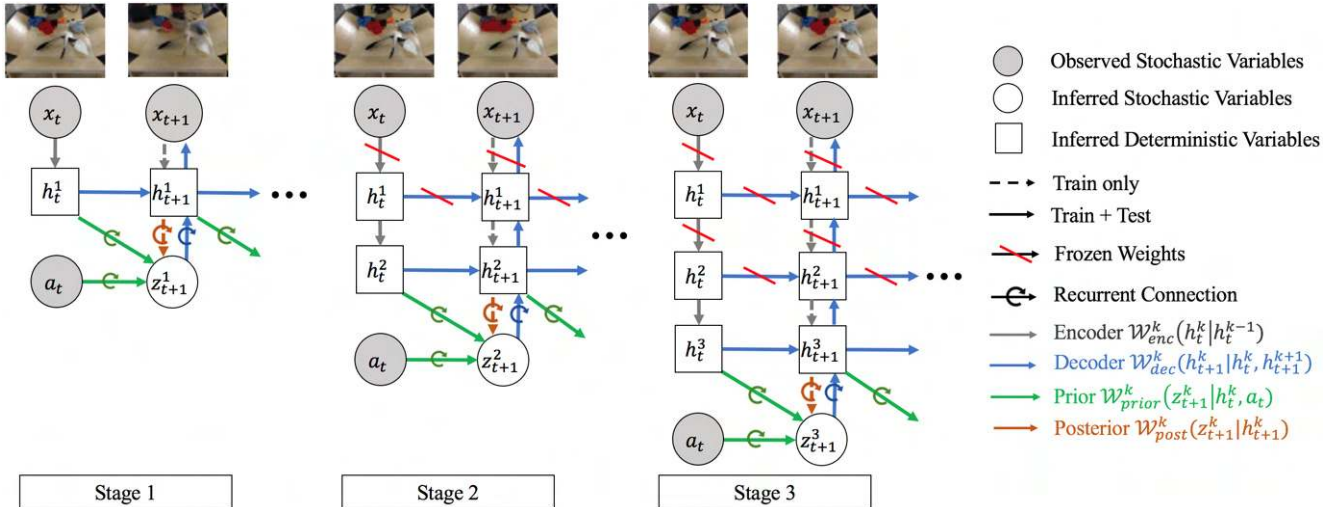 x_t
x_{t+1}
h_t^1
h_{t+1}^1
•••
a_t
z_{t+1}^1
Stage 1
x_t
x_{t+1}
h_t^1
h_{t+1}^1
•••
h_t^2
h_{t+1}^2
a_t
z_{t+1}^2
Stage 2
x_t
x_{t+1}
h_t^1
h_{t+1}^1
h_t^2
h_{t+1}^2
•••
h_t^3
h_{t+1}^3
a_t
z_{t+1}^3
Stage 3
Observed Stochastic Variables
Inferred Stochastic Variables
Inferred Deterministic Variables
Train only
Train + Test
Frozen Weights
Recurrent Connection
Encoder 𝒲_{enc}^k(h_t^k|h_t^{k−1})
Decoder 𝒲_{dec}^k(h_{t+1}^k|h_t^k, h_{t+1}^{k+1})
Prior 𝒲_{prior}^k(z_{t+1}^k|h_t^k, a_t)
Posterior 𝒲_{post}^k(z_{t+1}^k|h_{t+1}^k)